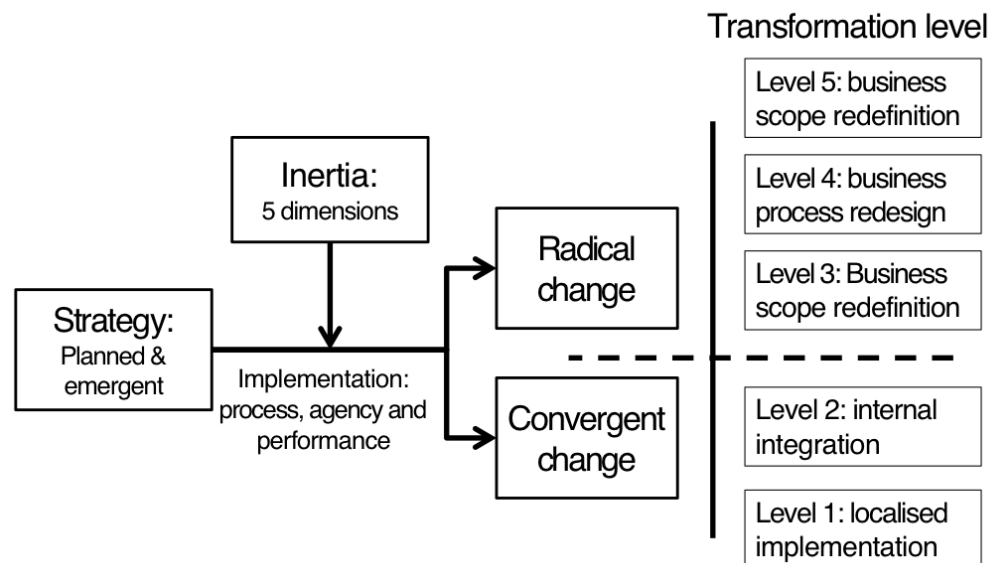 Transformation level
Level 5: business
scope redefinition
Inertia:
5 dimensions
Level 4: business
process redesign
Radical
change
Level 3: Business
scope redefinition
Strategy:
Planned &
emergent
Implementation:
process, agency and
performance
Convergent
change
Level 2: internal
integration
Level 1: localised
implementation